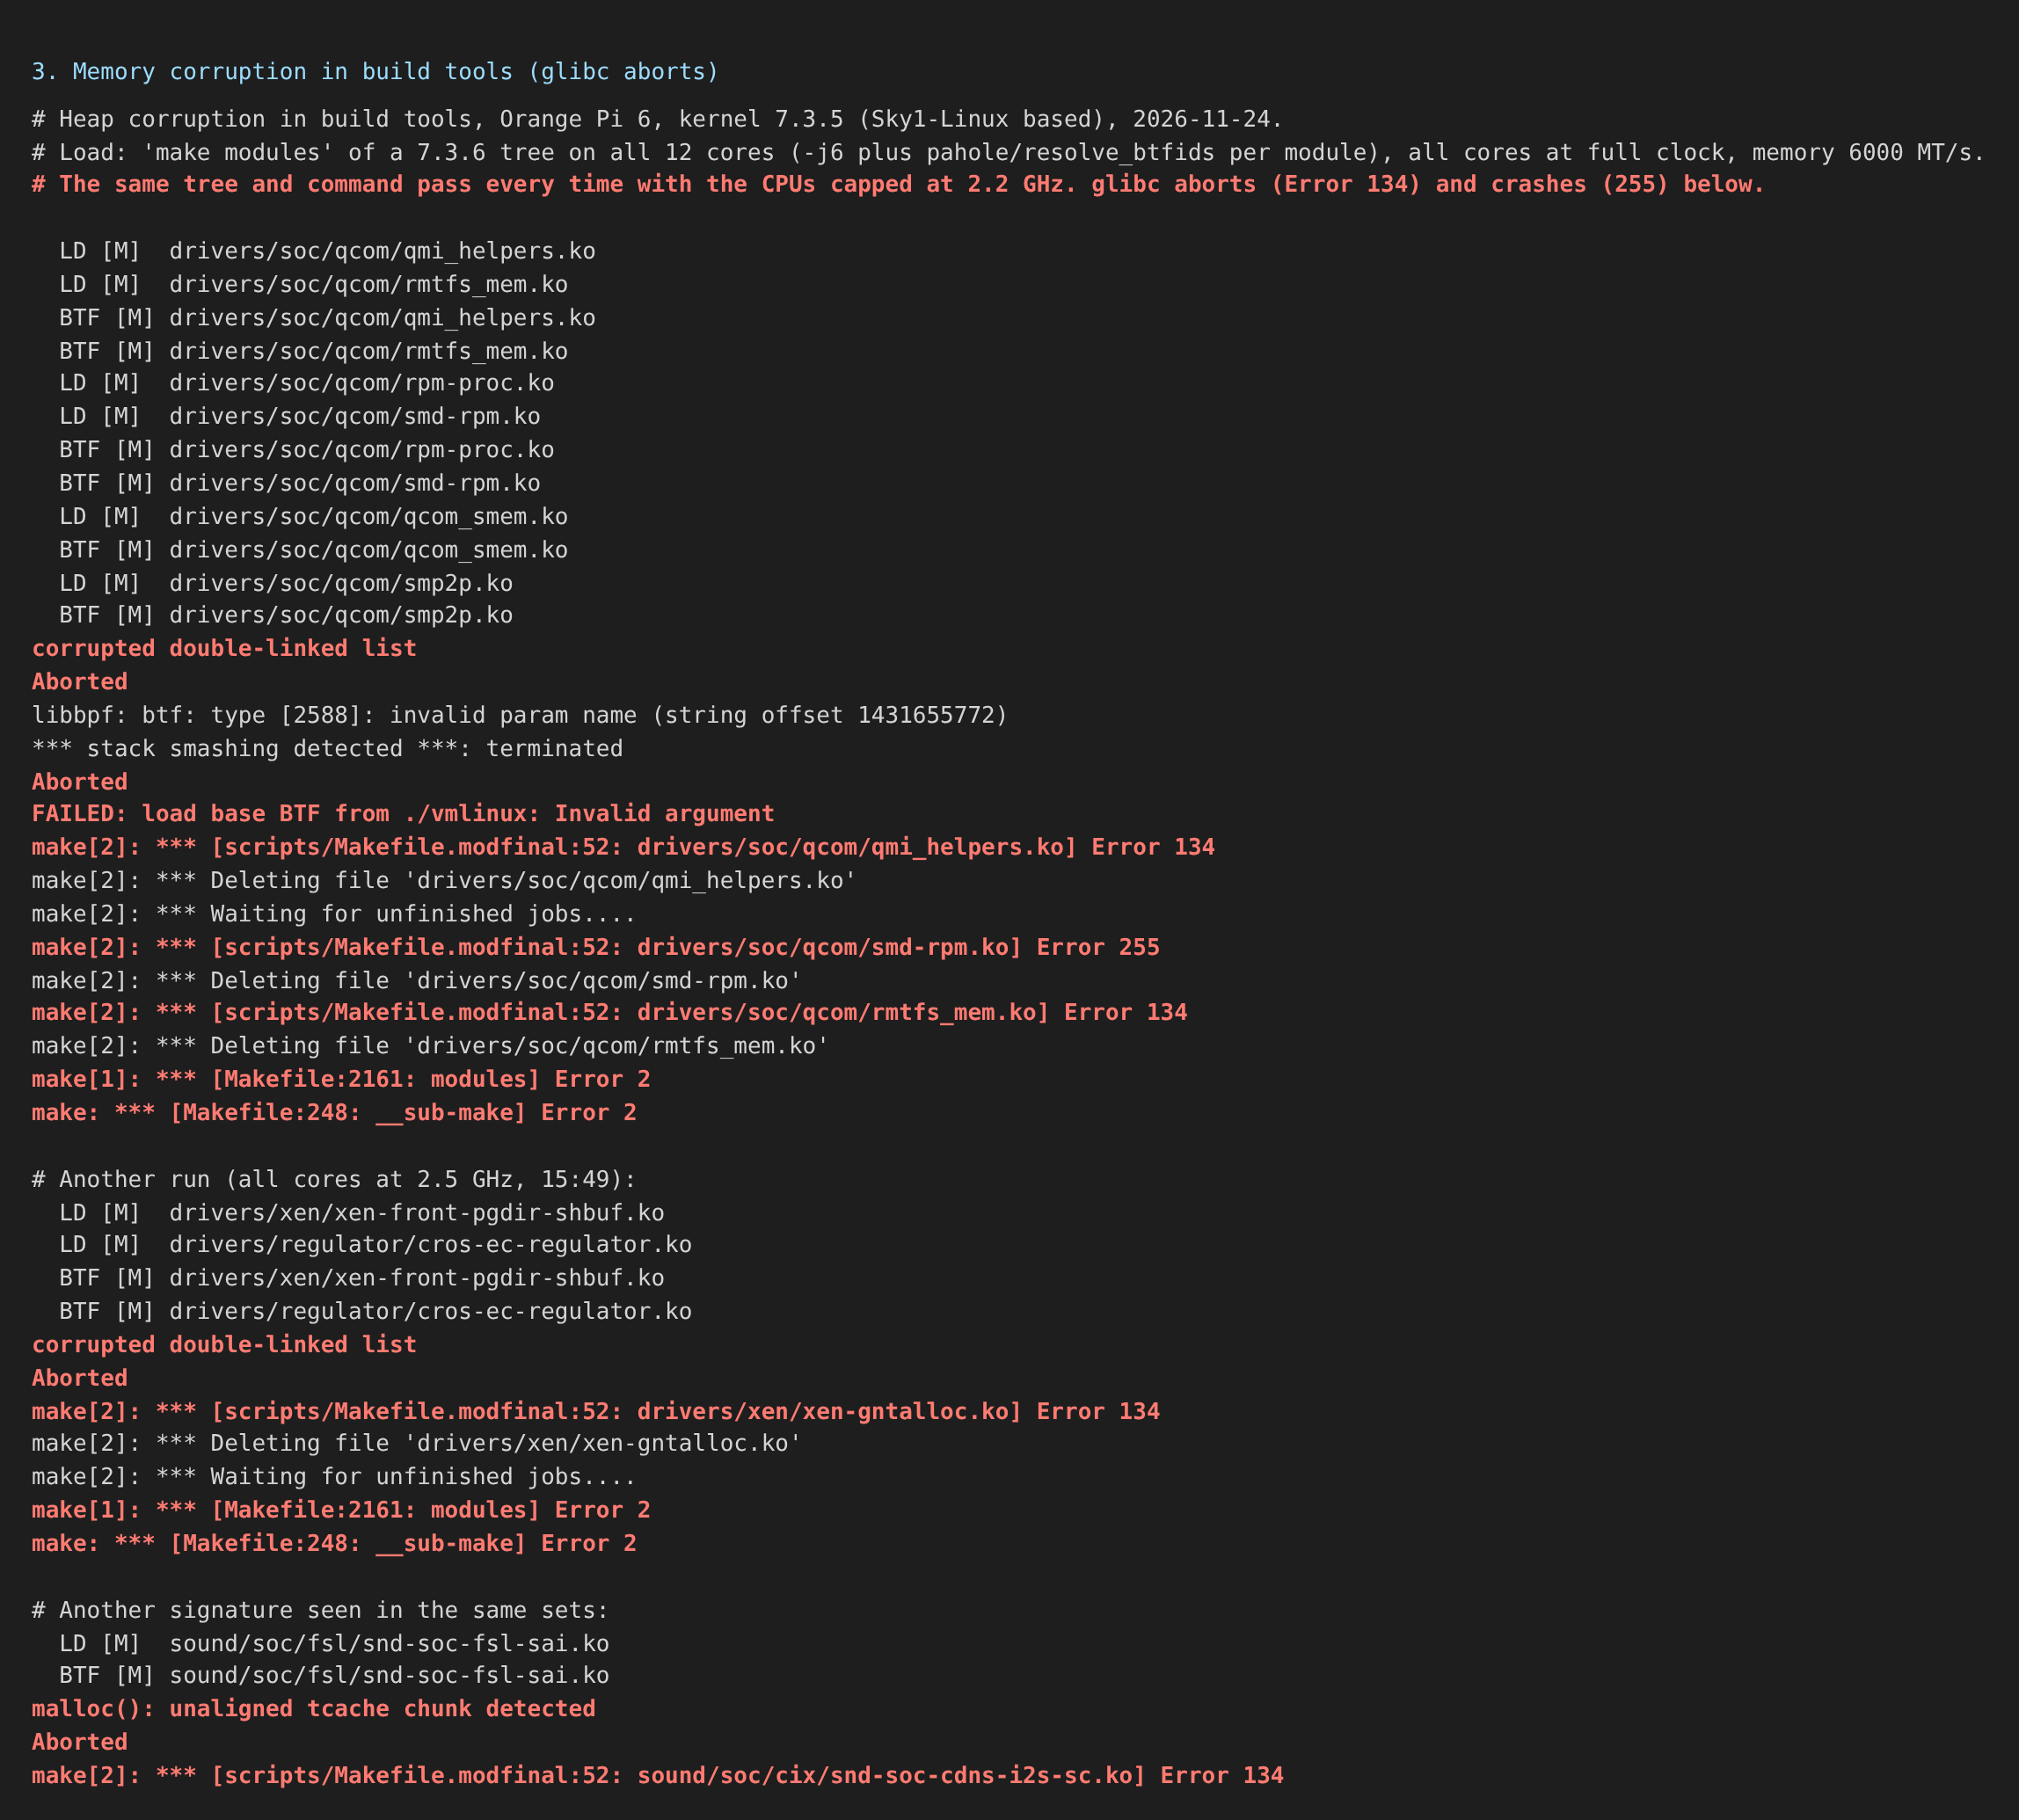 3. Memory corruption in build tools (glibc aborts)
# Heap corruption in build tools, Orange Pi 6, kernel 7.3.5 (Sky1-Linux based), 2026-11-24.
# Load: 'make modules' of a 7.3.6 tree on all 12 cores (-j6 plus pahole/resolve_btfids per module), all cores at full clock, memory 6000 MT/s.
# The same tree and command pass every time with the CPUs capped at 2.2 GHz. glibc aborts (Error 134) and crashes (255) below.
  LD [M]  drivers/soc/qcom/qmi_helpers.ko
  LD [M]  drivers/soc/qcom/rmtfs_mem.ko
  BTF [M] drivers/soc/qcom/qmi_helpers.ko
  BTF [M] drivers/soc/qcom/rmtfs_mem.ko
  LD [M]  drivers/soc/qcom/rpm-proc.ko
  LD [M]  drivers/soc/qcom/smd-rpm.ko
  BTF [M] drivers/soc/qcom/rpm-proc.ko
  BTF [M] drivers/soc/qcom/smd-rpm.ko
  LD [M]  drivers/soc/qcom/qcom_smem.ko
  BTF [M] drivers/soc/qcom/qcom_smem.ko
  LD [M]  drivers/soc/qcom/smp2p.ko
  BTF [M] drivers/soc/qcom/smp2p.ko
corrupted double-linked list
Aborted
libbpf: btf: type [2588]: invalid param name (string offset 1431655772)
*** stack smashing detected ***: terminated
Aborted
FAILED: load base BTF from ./vmlinux: Invalid argument
make[2]: *** [scripts/Makefile.modfinal:52: drivers/soc/qcom/qmi_helpers.ko] Error 134
make[2]: *** Deleting file 'drivers/soc/qcom/qmi_helpers.ko'
make[2]: *** Waiting for unfinished jobs....
make[2]: *** [scripts/Makefile.modfinal:52: drivers/soc/qcom/smd-rpm.ko] Error 255
make[2]: *** Deleting file 'drivers/soc/qcom/smd-rpm.ko'
make[2]: *** [scripts/Makefile.modfinal:52: drivers/soc/qcom/rmtfs_mem.ko] Error 134
make[2]: *** Deleting file 'drivers/soc/qcom/rmtfs_mem.ko'
make[1]: *** [Makefile:2161: modules] Error 2
make: *** [Makefile:248: __sub-make] Error 2
# Another run (all cores at 2.5 GHz, 15:49):
  LD [M]  drivers/xen/xen-front-pgdir-shbuf.ko
  LD [M]  drivers/regulator/cros-ec-regulator.ko
  BTF [M] drivers/xen/xen-front-pgdir-shbuf.ko
  BTF [M] drivers/regulator/cros-ec-regulator.ko
corrupted double-linked list
Aborted
make[2]: *** [scripts/Makefile.modfinal:52: drivers/xen/xen-gntalloc.ko] Error 134
make[2]: *** Deleting file 'drivers/xen/xen-gntalloc.ko'
make[2]: *** Waiting for unfinished jobs....
make[1]: *** [Makefile:2161: modules] Error 2
make: *** [Makefile:248: __sub-make] Error 2
# Another signature seen in the same sets:
  LD [M]  sound/soc/fsl/snd-soc-fsl-sai.ko
  BTF [M] sound/soc/fsl/snd-soc-fsl-sai.ko
malloc(): unaligned tcache chunk detected
Aborted
make[2]: *** [scripts/Makefile.modfinal:52: sound/soc/cix/snd-soc-cdns-i2s-sc.ko] Error 134